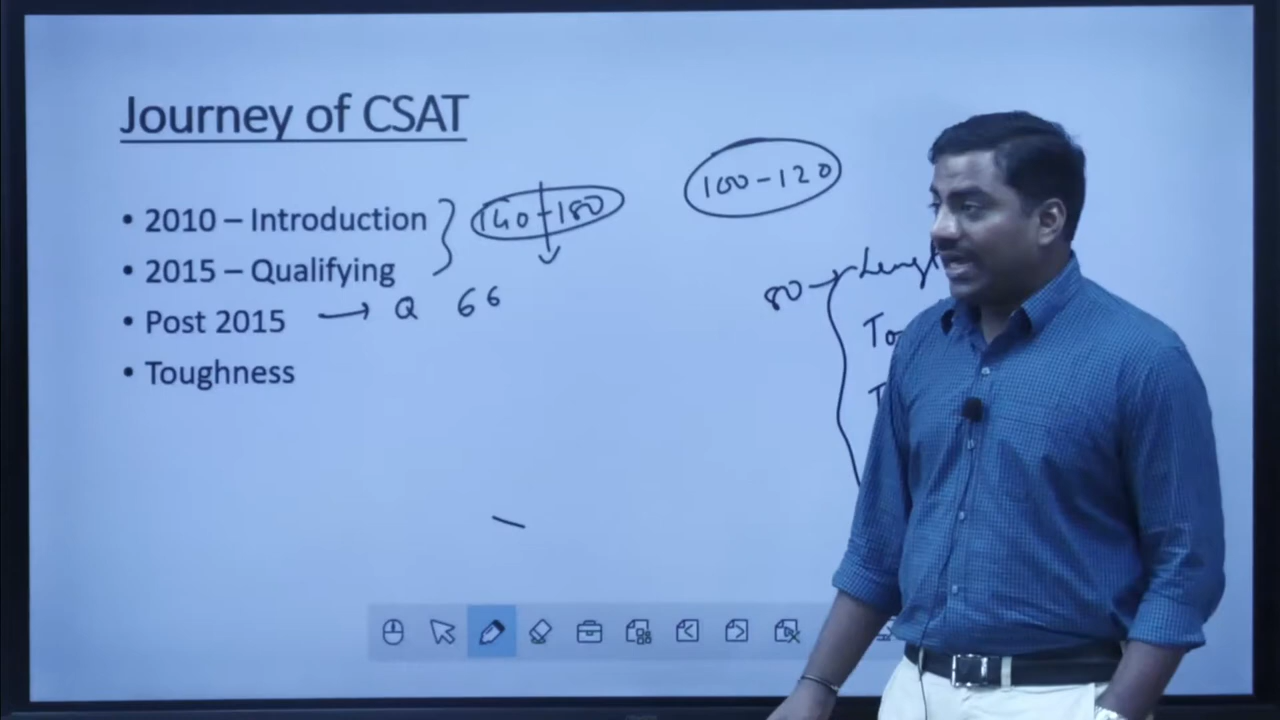 Journey of CSAT
• 2010 – Introduction
140-180
100-120
• 2015 – Qualifying
• Post 2015 → Q 66
80
• Toughness